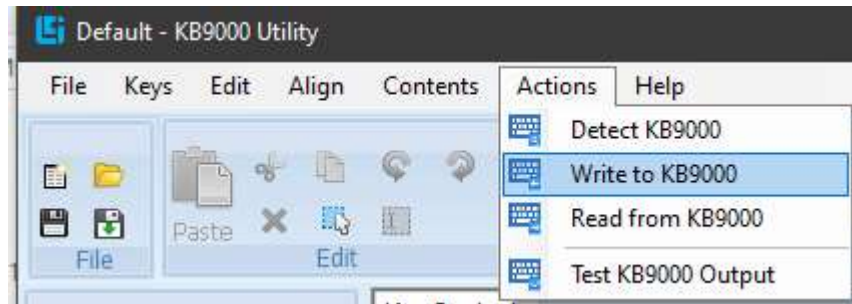 Default - KB9000 Utility
File Keys Edit Align Contents Actions Help
Detect KB9000
Write to KB9000
Read from KB9000
Test KB9000 Output
Paste
File
Edit